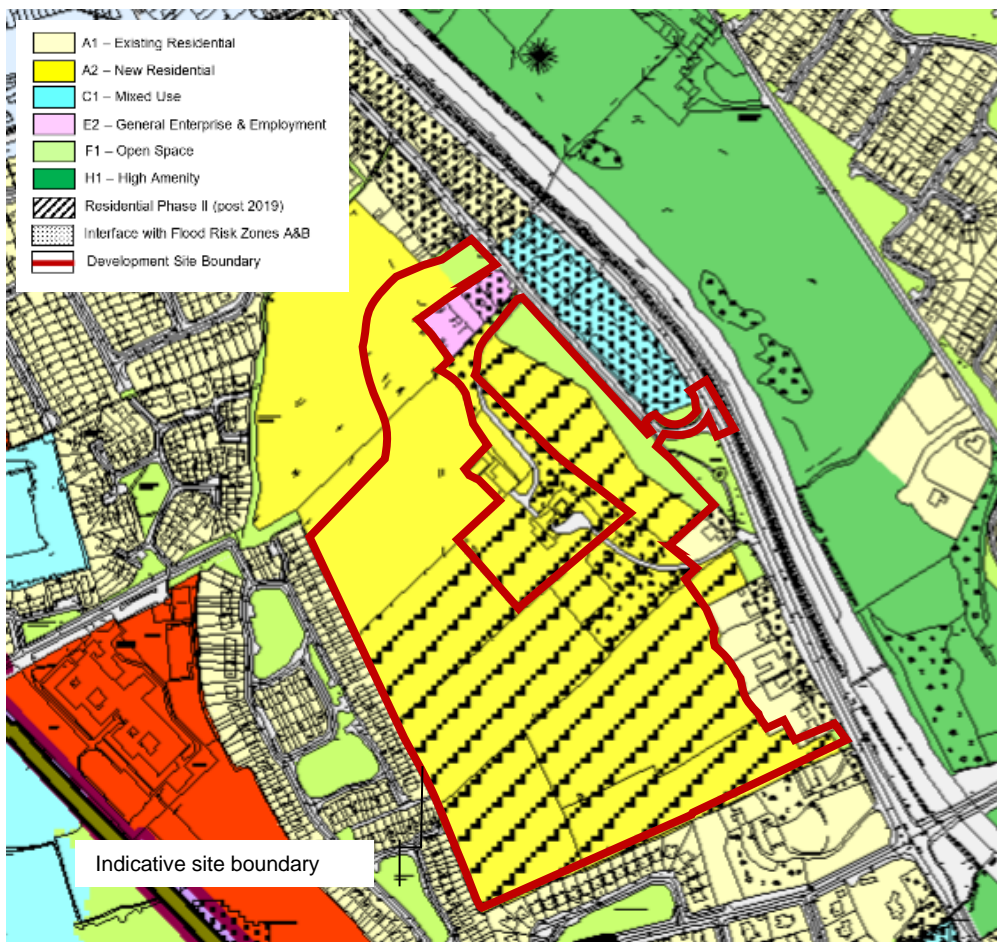 A1 – Existing Residential
A2 – New Residential
C1 – Mixed Use
E2 – General Enterprise & Employment
F1 – Open Space
H1 – High Amenity
Residential Phase II (post 2019)
Interface with Flood Risk Zones A&B
Development Site Boundary
Indicative site boundary